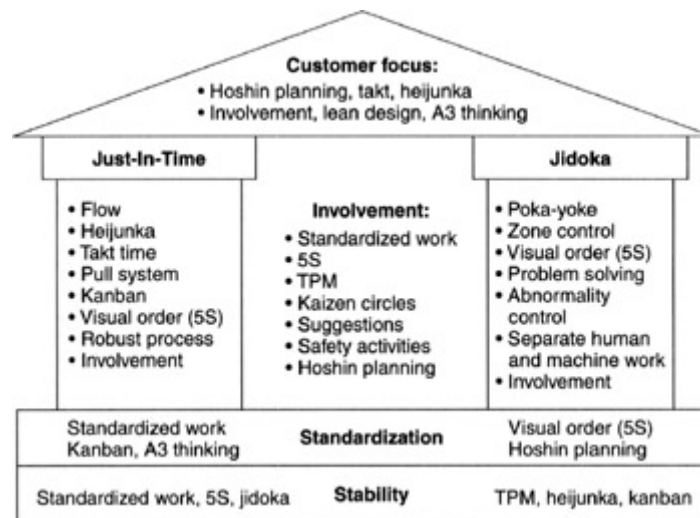 Customer focus:
• Hoshin planning, takt, heijunka
• Involvement, lean design, A3 thinking
Just-In-Time
• Flow
• Heijunka
• Takt time
• Pull system
• Kanban
• Visual order (5S)
• Robust process
• Involvement
Involvement:
• Standardized work
• 5S
• TPM
• Kaizen circles
• Suggestions
• Safety activities
• Hoshin planning
Jidoka
• Poka-yoke
• Zone control
• Visual order (5S)
• Problem solving
• Abnormality
control
• Separate human
and machine work
• Involvement
Standardized work
Kanban, A3 thinking
Standardization
Visual order (5S)
Hoshin planning
Standardized work, 5S, jidoka
Stability
TPM, heijunka, kanban